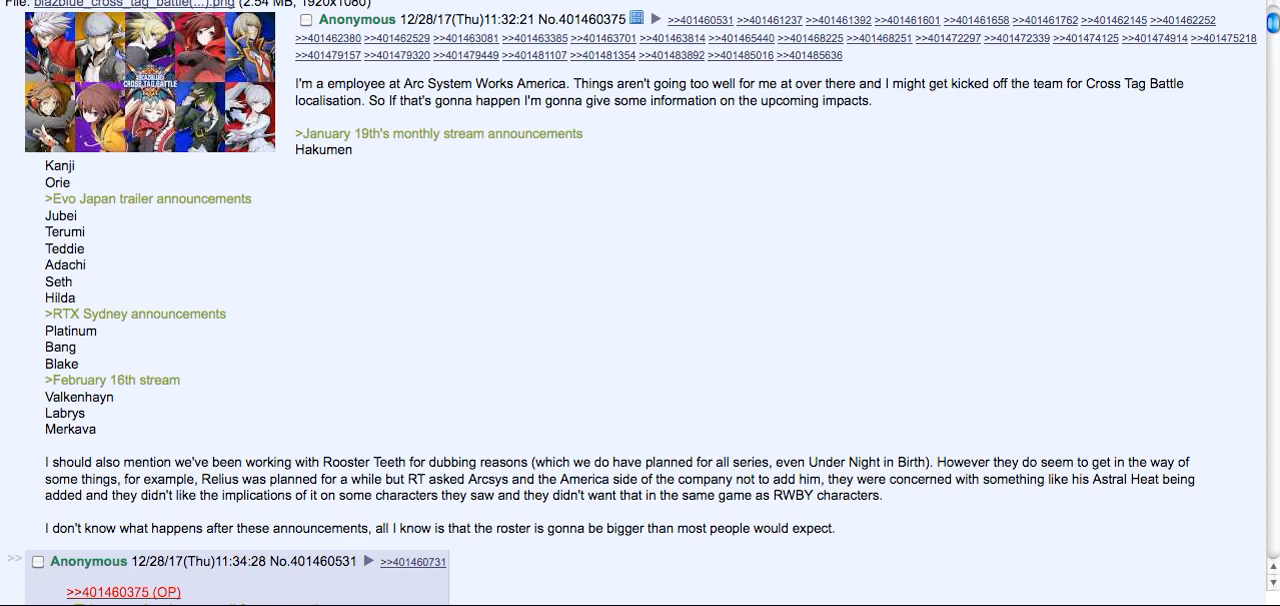 File: blazblue_cross_tag_battle(...).png (2.54 MB, 1920x1080)
Anonymous 12/28/17(Thu)11:32:21 No.401460375 >>401460531 >>401461237 >>401461392 >>401461601 >>401461658 >>401461762 >>401462145 >>401462252
>>401462380 >>401462529 >>401463081 >>401463385 >>401463701 >>401463814 >>401465440 >>401468225 >>401468251 >>401472297 >>401472339 >>401474125 >>401474914 >>401475218
>>401479157 >>401479320 >>401479449 >>401481107 >>401481354 >>401483892 >>401485016 >>401485636
BLAZBLUE
CROSS TAG BATTLE
I'm a employee at Arc System Works America. Things aren't going too well for me at over there and I might get kicked off the team for Cross Tag Battle
localisation. So If that's gonna happen I'm gonna give some information on the upcoming impacts.
>January 19th's monthly stream announcements
Hakumen
Kanji
Orie
>Evo Japan trailer announcements
Jubei
Terumi
Teddie
Adachi
Seth
Hilda
>RTX Sydney announcements
Platinum
Bang
Blake
>February 16th stream
Valkenhayn
Labrys
Merkava
I should also mention we've been working with Rooster Teeth for dubbing reasons (which we do have planned for all series, even Under Night in Birth). However they do seem to get in the way of
some things, for example, Relius was planned for a while but RT asked Arcsys and the America side of the company not to add him, they were concerned with something like his Astral Heat being
added and they didn't like the implications of it on some characters they saw and they didn't want that in the same game as RWBY characters.
I don't know what happens after these announcements, all I know is that the roster is gonna be bigger than most people would expect.
>> Anonymous 12/28/17(Thu)11:34:28 No.401460531 >>401460731
>>401460375 (OP)